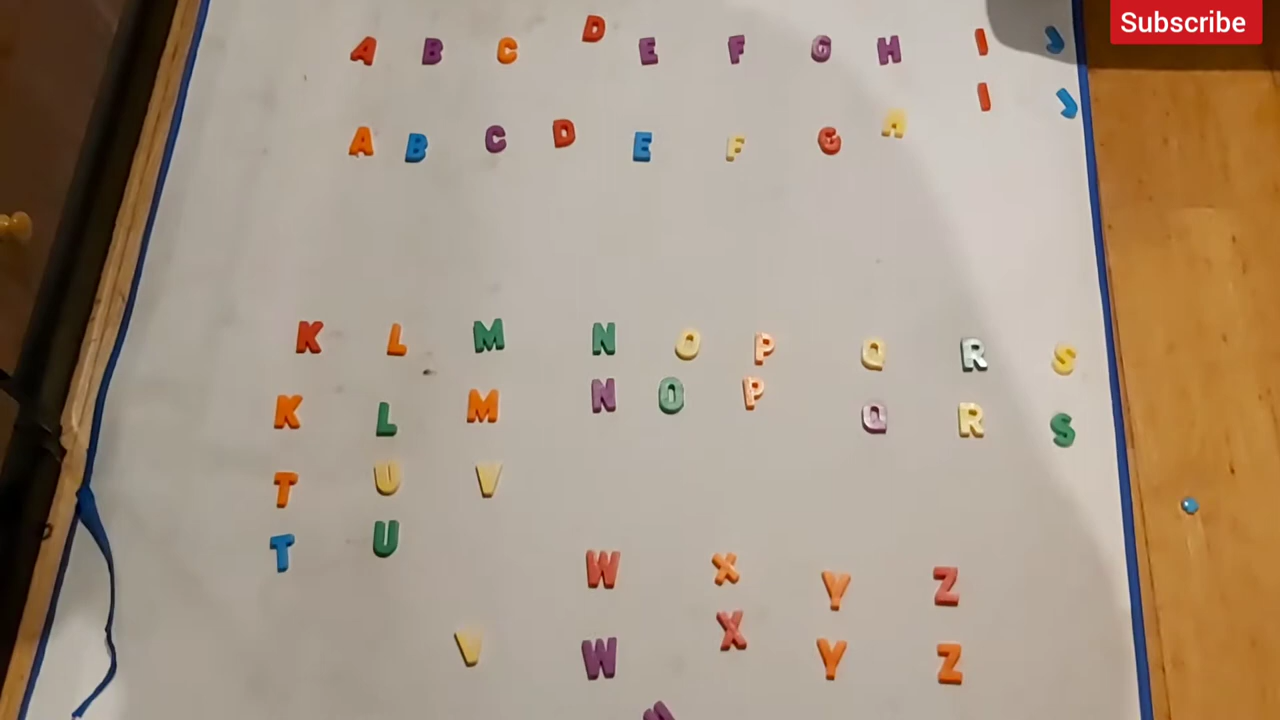 Subscribe
A B C D E F G H I J
A B C D E F G H I J
K L M N O P Q R S
K L M N O P Q R S
T U V
T U
W X Y Z
V W X Y Z